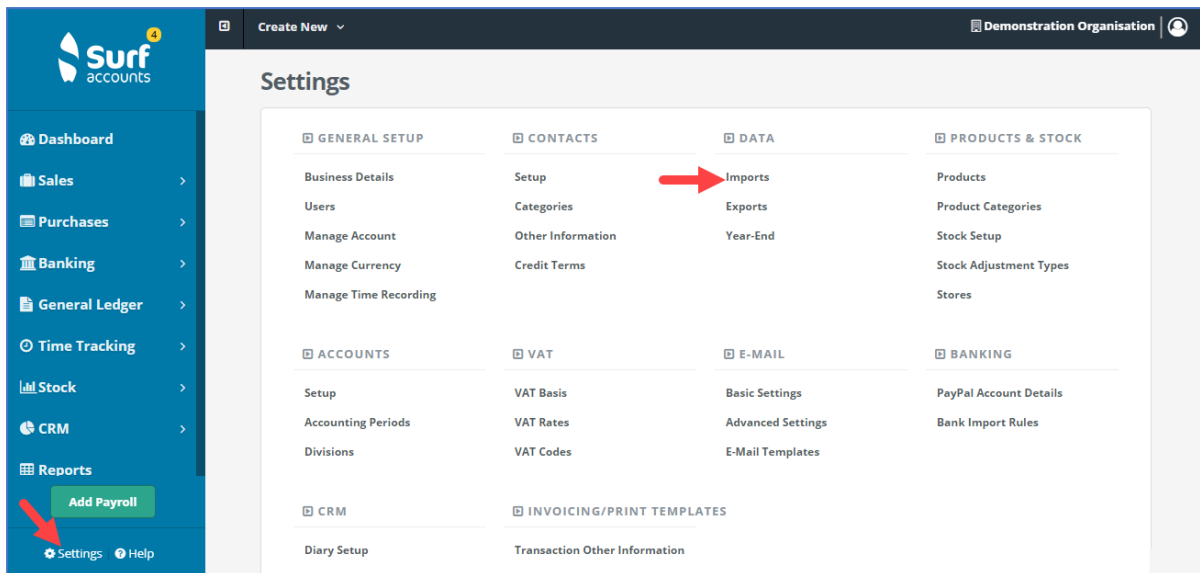 4
Surf
accounts
Create New
Demonstration Organisation
Dashboard
Sales
Purchases
Banking
General Ledger
Time Tracking
Stock
CRM
Reports
Add Payroll
Settings Help
Settings
GENERAL SETUP
Business Details
Users
Manage Account
Manage Currency
Manage Time Recording
CONTACTS
Setup
Categories
Other Information
Credit Terms
DATA
Imports
Exports
Year-End
PRODUCTS & STOCK
Products
Product Categories
Stock Setup
Stock Adjustment Types
Stores
ACCOUNTS
Setup
Accounting Periods
Divisions
VAT
VAT Basis
VAT Rates
VAT Codes
E-MAIL
Basic Settings
Advanced Settings
E-Mail Templates
BANKING
PayPal Account Details
Bank Import Rules
CRM
Diary Setup
INVOICING/PRINT TEMPLATES
Transaction Other Information